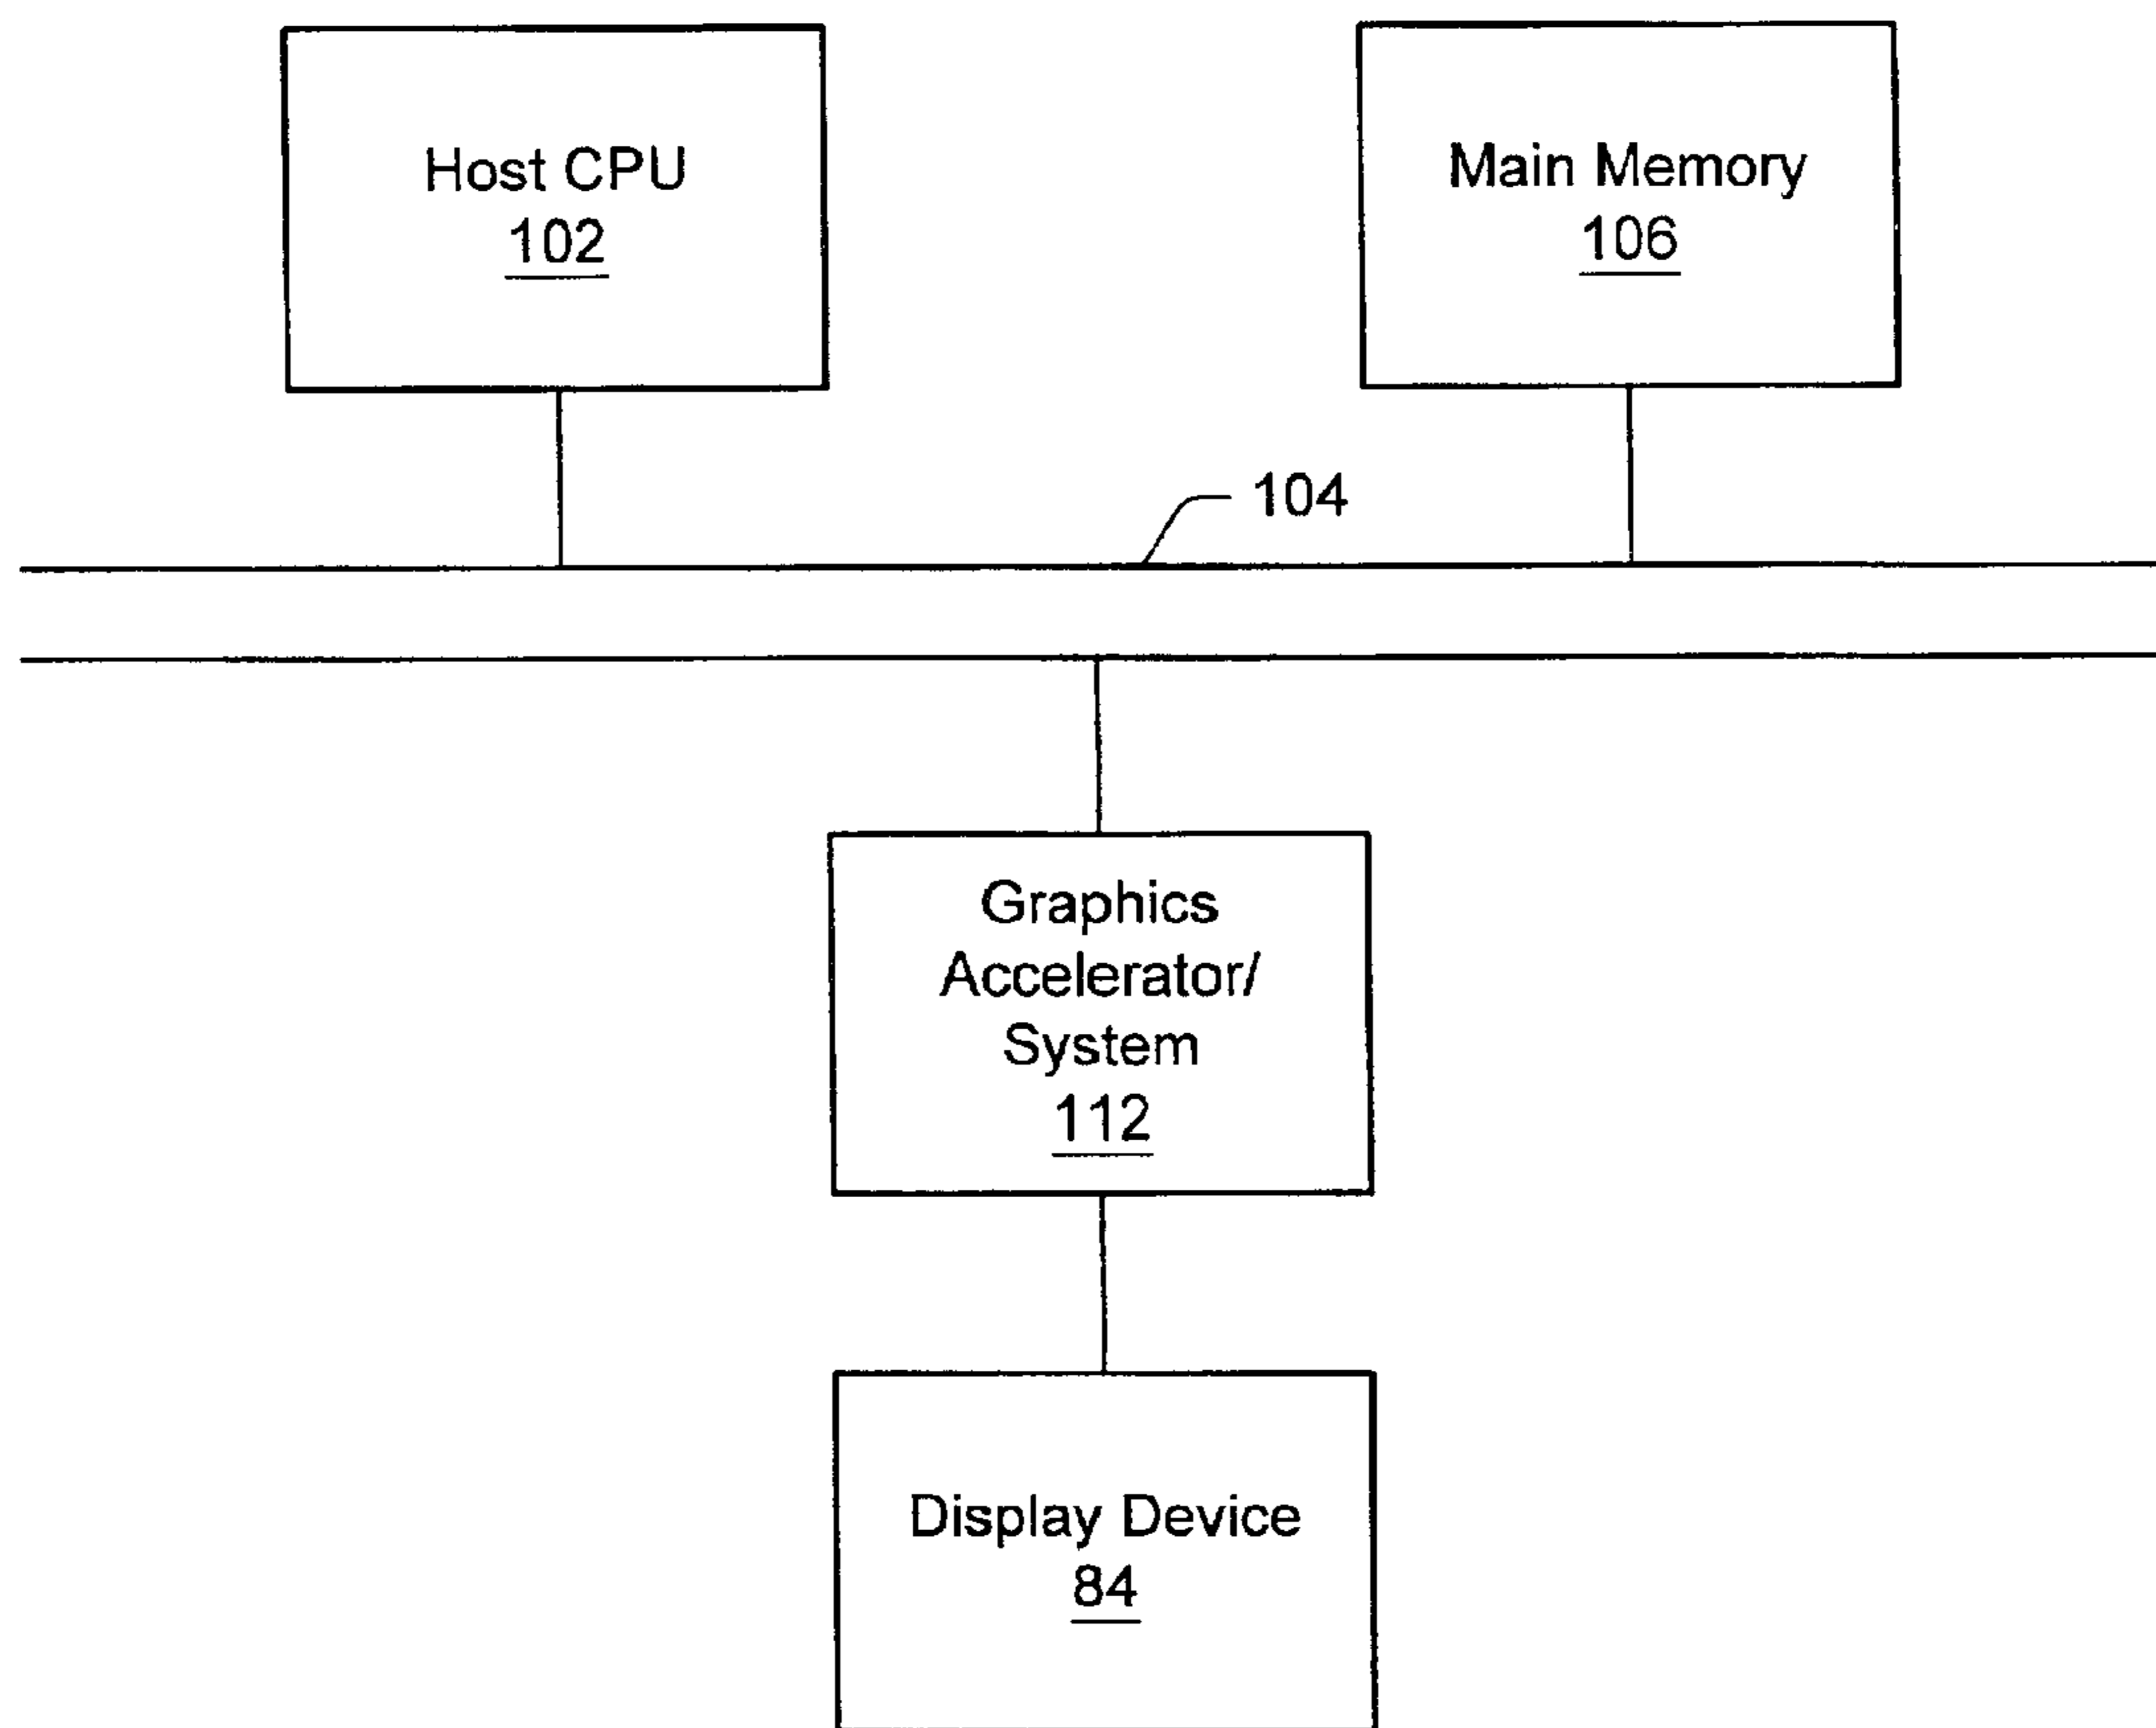 Host CPU
102
Main Memory
106
104
Graphics
Accelerator/
System
112
Display Device
84